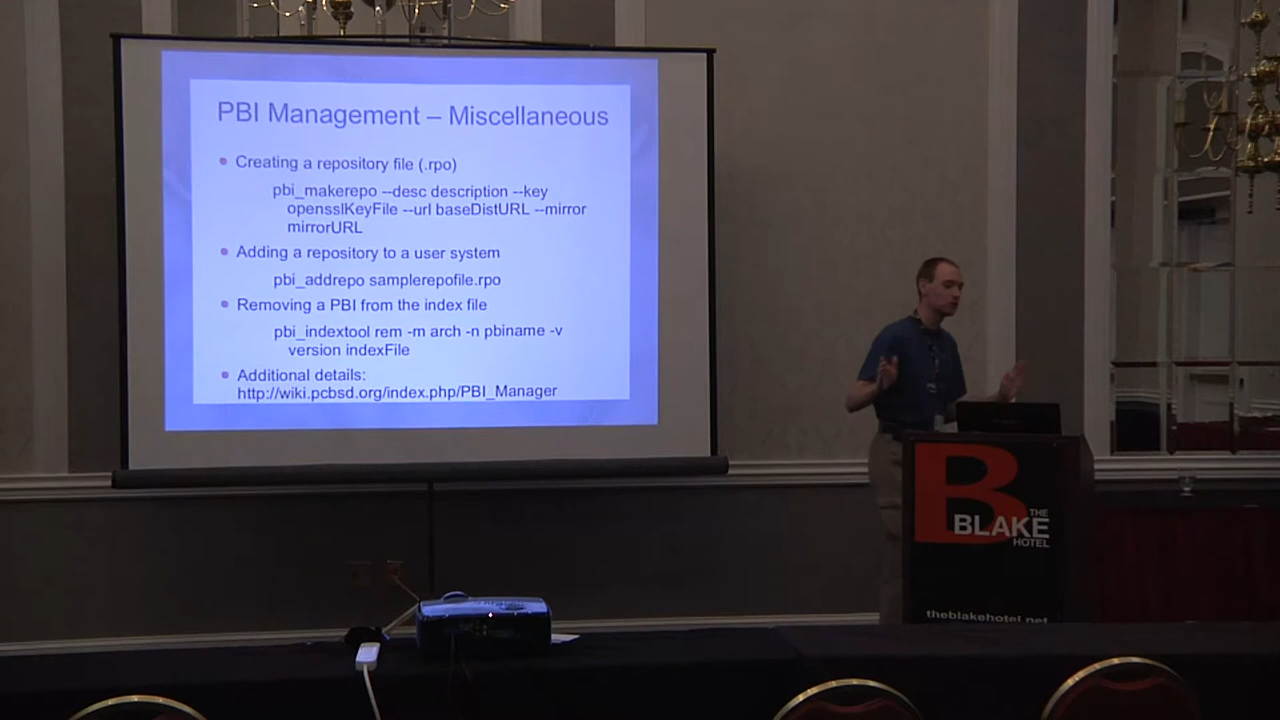 PBI Management – Miscellaneous
Creating a repository file (.rpo)
pbi_makerepo --desc description --key
opensslKeyFile --url baseDistURL --mirror
mirrorURL
Adding a repository to a user system
pbi_addrepo samplerepofile.rpo
Removing a PBI from the index file
pbi_indextool rem -m arch -n pbiname -v
version indexFile
Additional details:
http://wiki.pcbsd.org/index.php/PBI_Manager
B
THE
BLAKE
HOTEL
theblakehotel.net